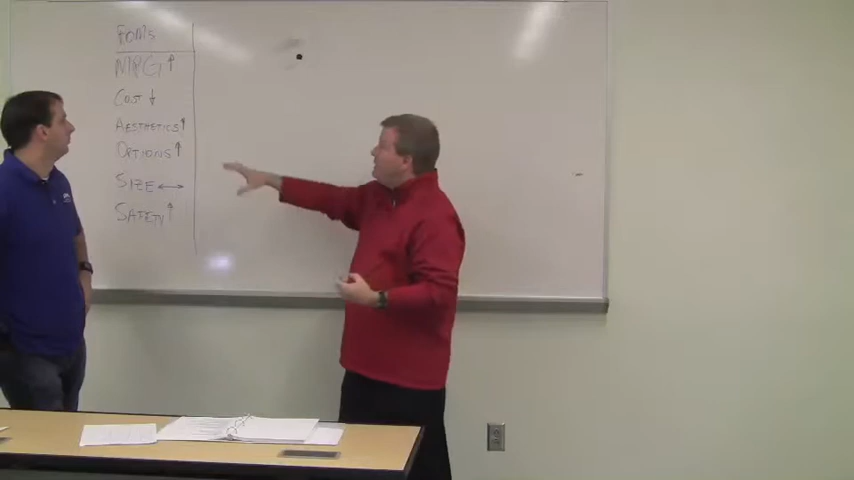 GOALS
MPG ↑
COST ↓
AESTHETICS ↑
OPTIONS ↑
SIZE ↔
SAFETY ↑